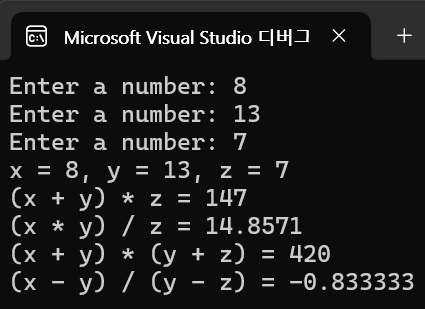 Microsoft Visual Studio 디버그
Enter a number: 8
Enter a number: 13
Enter a number: 7
x = 8, y = 13, z = 7
(x + y) * z = 147
(x * y) / z = 14.8571
(x + y) * (y + z) = 420
(x - y) / (y - z) = -0.833333